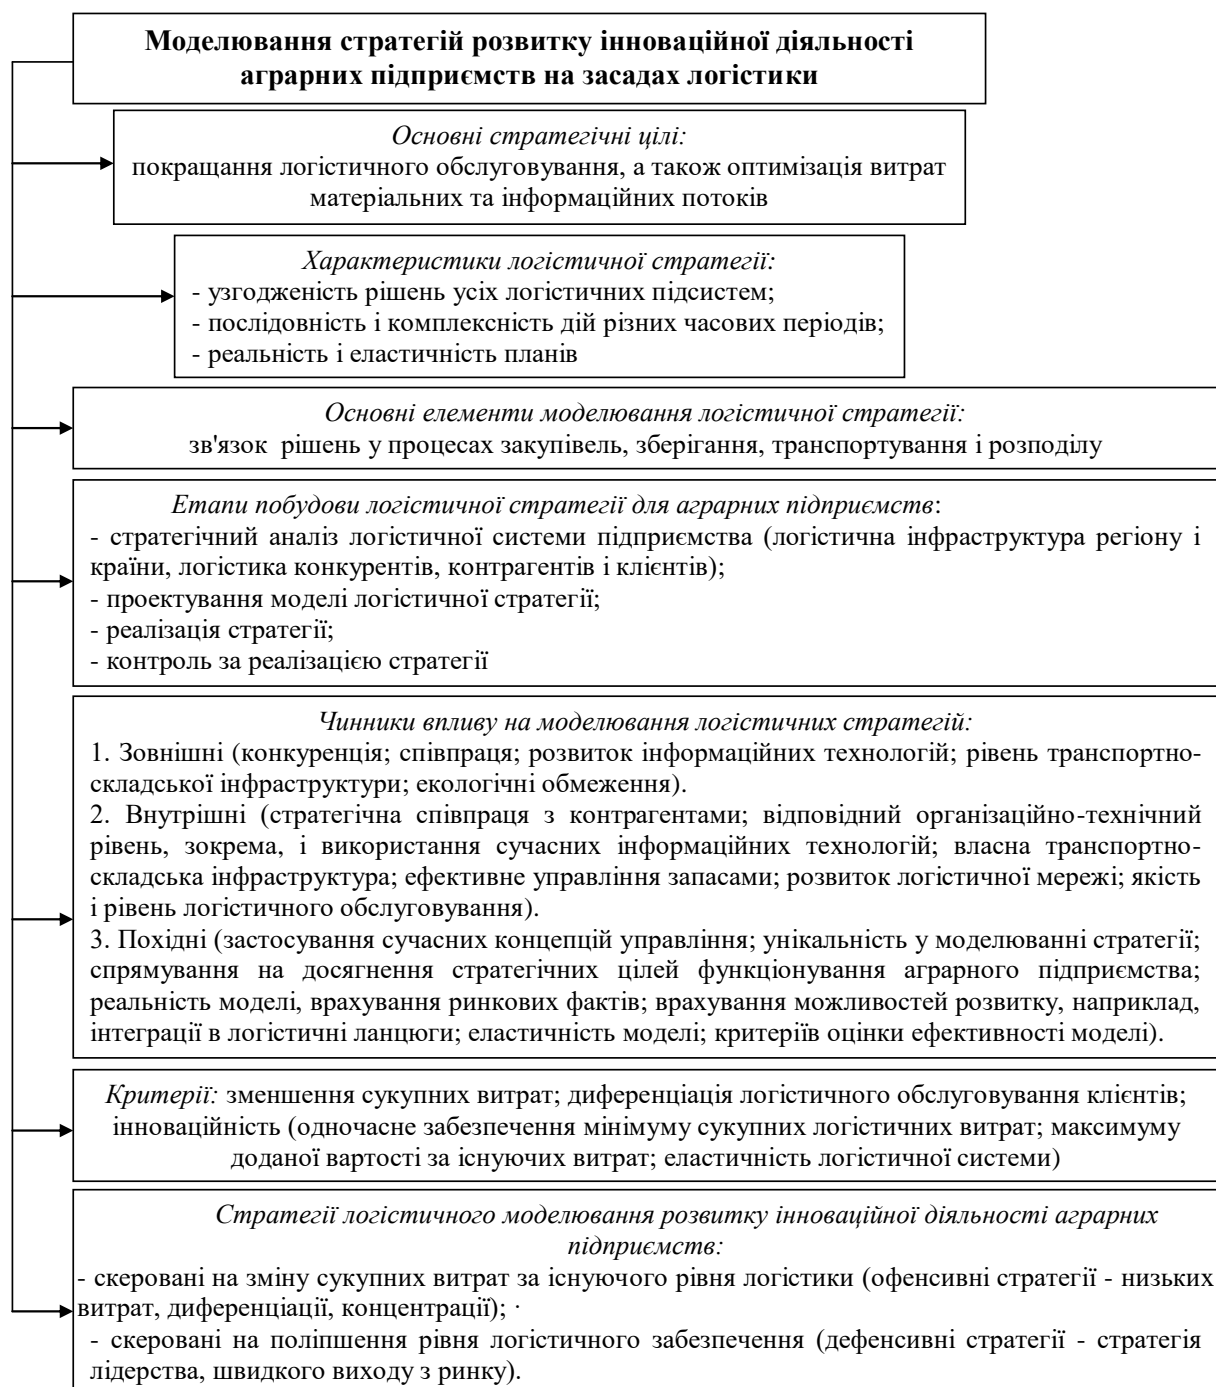 Моделювання стратегій розвитку інноваційної діяльності
аграрних підприємств на засадах логістики
Основні стратегічні цілі:
покращання логістичного обслуговування, а також оптимізація витрат
матеріальних та інформаційних потоків
Характеристики логістичної стратегії:
- узгодженість рішень усіх логістичних підсистем;
- послідовність і комплексність дій різних часових періодів;
- реальність і еластичність планів
Основні елементи моделювання логістичної стратегії:
зв'язок рішень у процесах закупівель, зберігання, транспортування і розподілу
Етапи побудови логістичної стратегії для аграрних підприємств:
- стратегічний аналіз логістичної системи підприємства (логістична інфраструктура регіону і
країни, логістика конкурентів, контрагентів і клієнтів);
- проектування моделі логістичної стратегії;
- реалізація стратегії;
- контроль за реалізацією стратегії
Чинники впливу на моделювання логістичних стратегій:
1. Зовнішні (конкуренція; співпраця; розвиток інформаційних технологій; рівень транспортно-
складської інфраструктури; екологічні обмеження).
2. Внутрішні (стратегічна співпраця з контрагентами; відповідний організаційно-технічний
рівень, зокрема, і використання сучасних інформаційних технологій; власна транспортно-
складська інфраструктура; ефективне управління запасами; розвиток логістичної мережі; якість
і рівень логістичного обслуговування).
3. Похідні (застосування сучасних концепцій управління; унікальність у моделюванні стратегії;
спрямування на досягнення стратегічних цілей функціонування аграрного підприємства;
реальність моделі, врахування ринкових фактів; врахування можливостей розвитку, наприклад,
інтеграції в логістичні ланцюги; еластичність моделі; критеріїв оцінки ефективності моделі).
Критерії: зменшення сукупних витрат; диференціація логістичного обслуговування клієнтів;
інноваційність (одночасне забезпечення мінімуму сукупних логістичних витрат; максимуму
доданої вартості за існуючих витрат; еластичність логістичної системи)
Стратегії логістичного моделювання розвитку інноваційної діяльності аграрних
підприємств:
- скеровані на зміну сукупних витрат за існуючого рівня логістики (офенсивні стратегії - низьких
витрат, диференціації, концентрації); ·
- скеровані на поліпшення рівня логістичного забезпечення (дефенсивні стратегії - стратегія
лідерства, швидкого виходу з ринку).